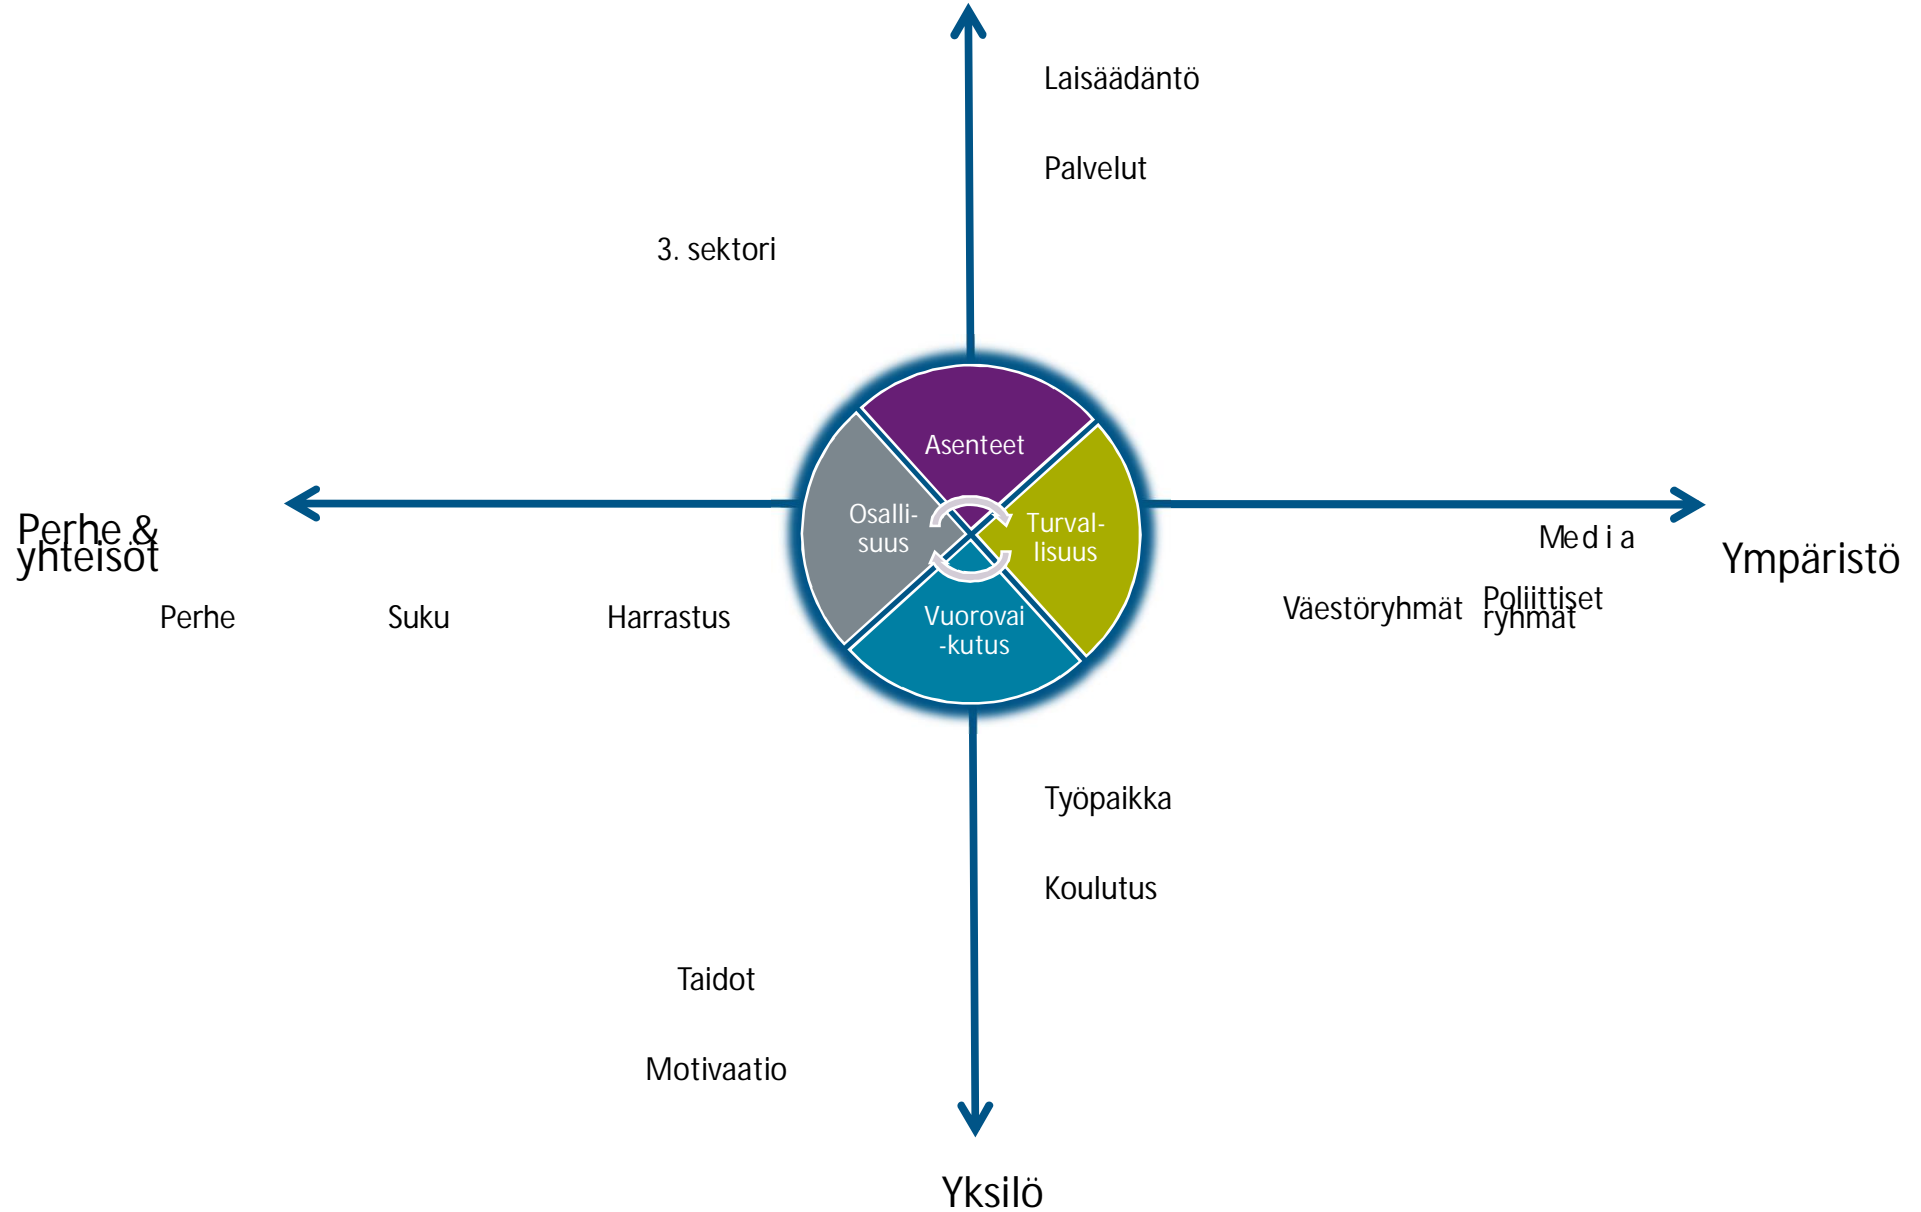 Laisäädäntö
Palvelut
3. sektori
Asenteet
Osalli-
suus
Turval-
lisuus
Vuorovai
-kutus
Perhe &
yhteisöt
Perhe
Suku
Harrastus
Media
Ympäristö
Väestöryhmät
Poliittiset
ryhmät
Työpaikka
Koulutus
Taidot
Motivaatio
Yksilö